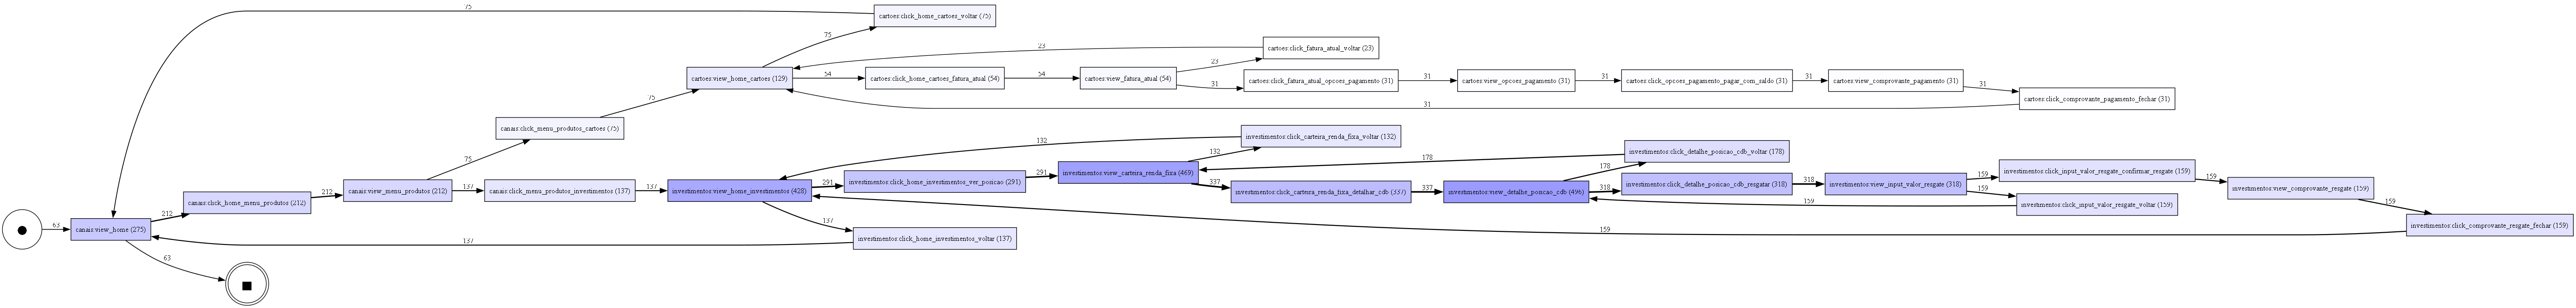 75
cartoes:click_home_cartoes_voltar (75)
75
23
cartoes:click_fatura_atual_voltar (23)
cartoes:view_home_cartoes (129)
54
cartoes:click_home_cartoes_fatura_atual (54)
54
cartoes:view_fatura_atual (54)
23
31
cartoes:click_fatura_atual_opcoes_pagamento (31)
31
cartoes:view_opcoes_pagamento (31)
31
cartoes:click_opcoes_pagamento_pagar_com_saldo (31)
31
cartoes:view_comprovante_pagamento (31)
31
cartoes:click_comprovante_pagamento_fechar (31)
31
75
canais:click_menu_produtos_cartoes (75)
75
132
investimentos:click_carteira_renda_fixa_voltar (132)
132
178
investimentos:click_detalhe_posicao_cdb_voltar (178)
178
63
canais:view_home (275)
212
canais:click_home_menu_produtos (212)
212
canais:view_menu_produtos (212)
137
canais:click_menu_produtos_investimentos (137)
137
investimentos:view_home_investimentos (428)
291
investimentos:click_home_investimentos_ver_posicao (291)
291
investimentos:view_carteira_renda_fixa (469)
337
investimentos:click_carteira_renda_fixa_detalhar_cdb (337)
337
investimentos:view_detalhe_posicao_cdb (496)
318
investimentos:click_detalhe_posicao_cdb_resgatar (318)
318
investimentos:view_input_valor_resgate (318)
159
investimentos:click_input_valor_resgate_confirmar_resgate (159)
159
investimentos:view_comprovante_resgate (159)
159
investimentos:click_comprovante_resgate_fechar (159)
159
investimentos:click_input_valor_resgate_voltar (159)
159
159
137
investimentos:click_home_investimentos_voltar (137)
137
63